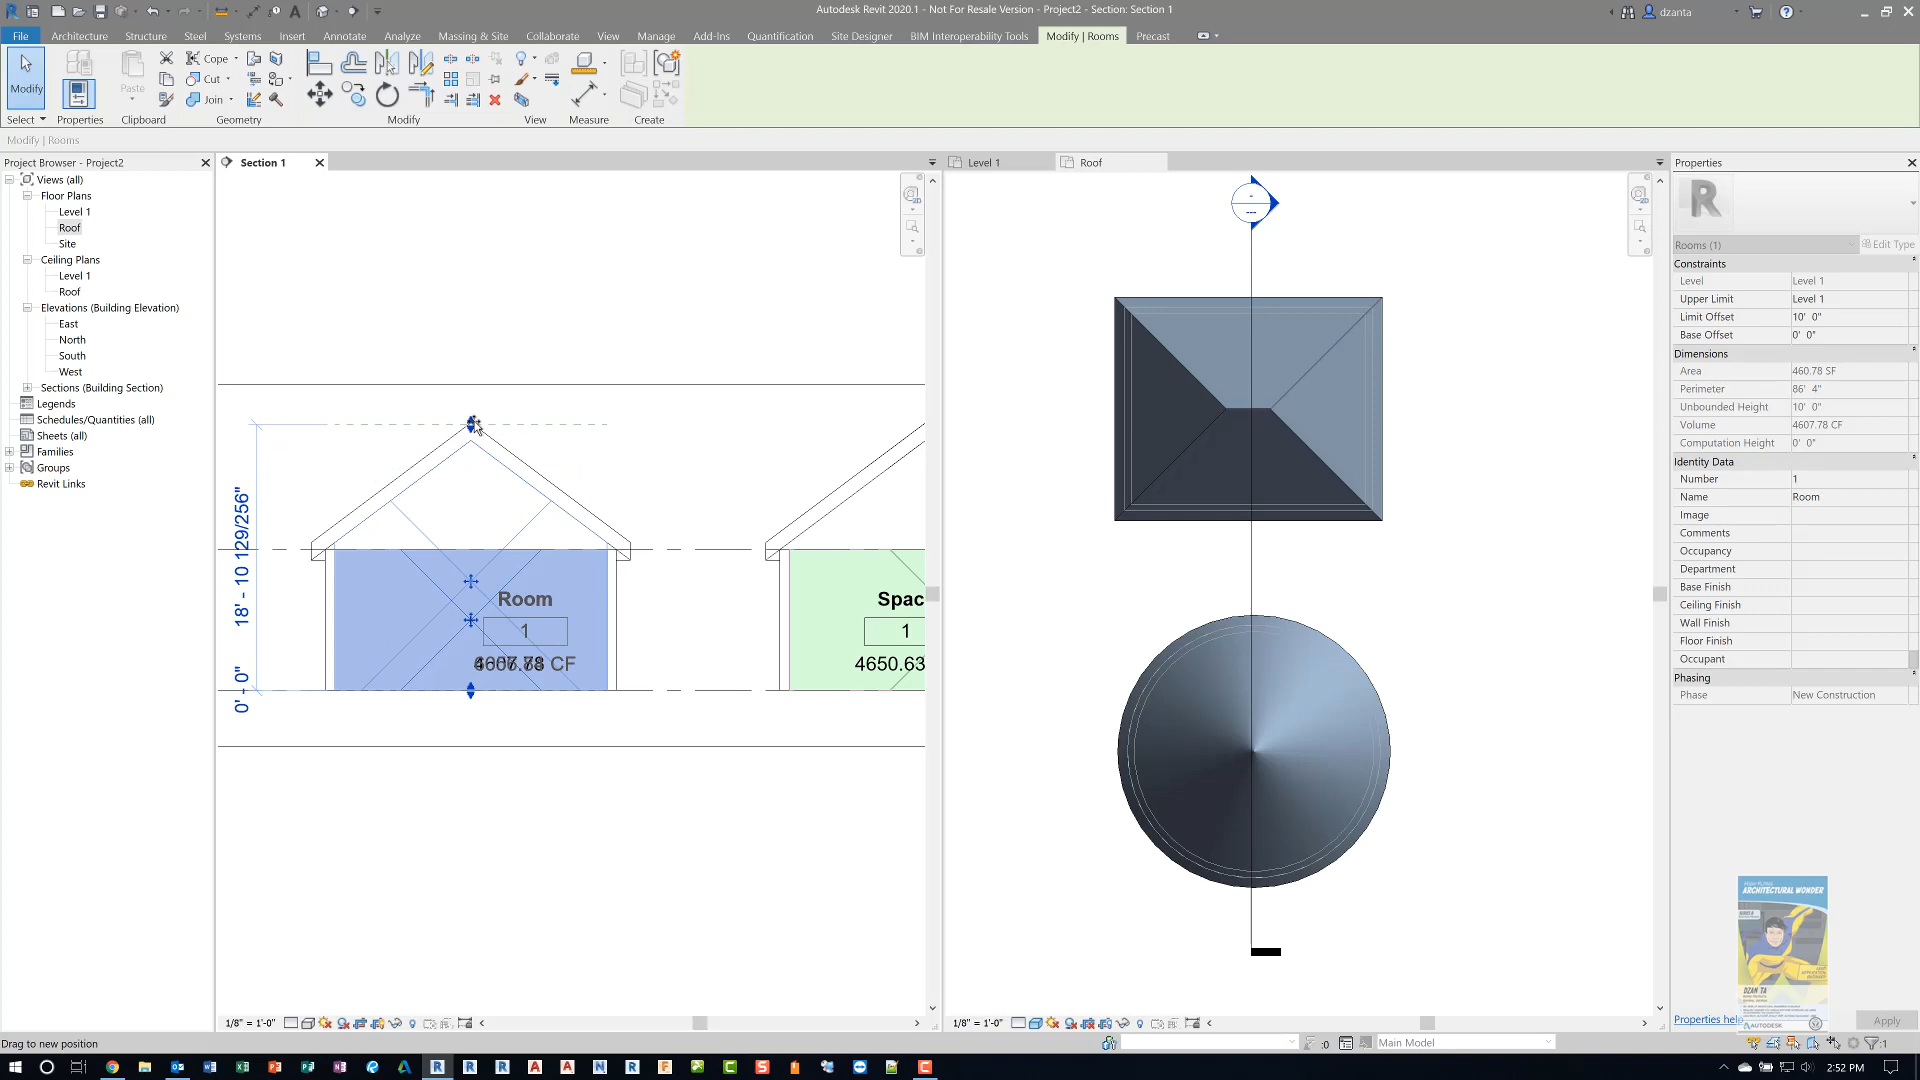 Autodesk Revit 2020.1 - Not For Resale Version - Project2 - Section: Section 1
dzanta
File Architecture Structure Steel Systems Insert Annotate Analyze Massing & Site Collaborate View Manage Add-Ins Quantification Site Designer BIM Interoperability Tools Modify | Rooms Precast
Modify
Paste
Cope
Cut
Join
Select Properties Clipboard Geometry Modify View Measure Create
Modify | Rooms
Project Browser - Project2
Views (all)
Floor Plans
Level 1
Roof
Site
Ceiling Plans
Level 1
Roof
Elevations (Building Elevation)
East
North
South
West
Sections (Building Section)
Legends
Schedules/Quantities (all)
Sheets (all)
Families
Groups
Revit Links
Section 1
18' - 10 129/256"
0' - 0"
Room
1
Spac
1
4650.63
1/8" = 1'-0"
Level 1
Roof
1/8" = 1'-0"
Properties
Rooms (1) Edit Type
Constraints
Level Level 1
Upper Limit Level 1
Limit Offset 10' 0"
Base Offset 0' 0"
Dimensions
Area 460.78 SF
Perimeter 86' 4"
Unbounded Height 10' 0"
Volume 4607.78 CF
Computation Height 0' 0"
Identity Data
Number 1
Name Room
Image
Comments
Occupancy
Department
Base Finish
Ceiling Finish
Wall Finish
Floor Finish
Occupant
Phasing
Phase New Construction
ARCHITECTURAL WONDER
DZAN TA
AUTODESK
Properties help
Apply
Drag to new position
:0
Main Model
:1
2:52 PM